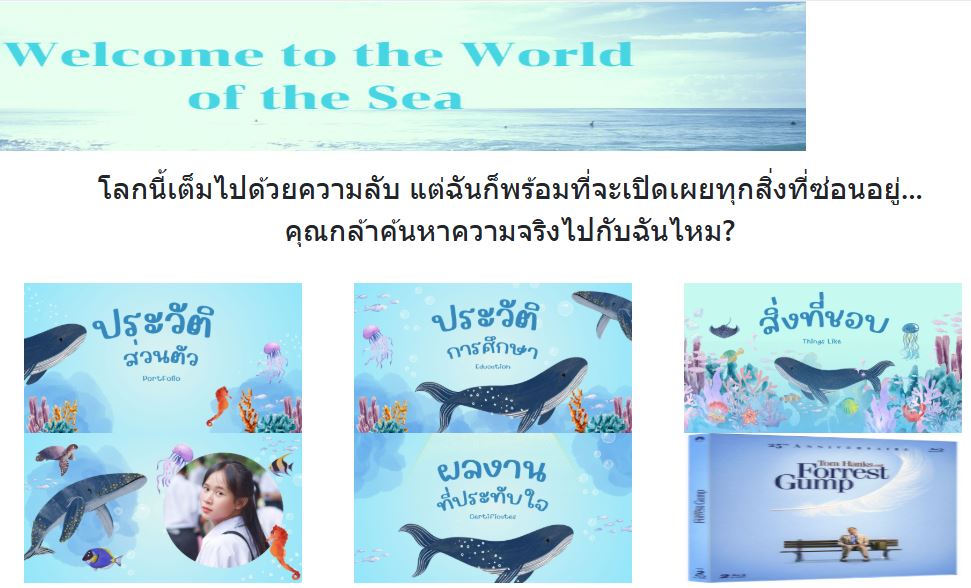 Welcome to the World
of the Sea
โลกนี้เต็มไปด้วยความลับ แต่ฉันก็พร้อมที่จะเปิดเผยทุกสิ่งที่ซ่อนอยู่...
คุณกล้าค้นหาความจริงไปกับฉันไหม?
ประวัติ
ส่วนตัว
Portfolio
ประวัติ
การศึกษา
Education
สิ่งที่ชอบ
Things Like
ผลงาน
ที่ประทับใจ
Certificates
25th ANNIVERSAIRE
Tom Hanks
Forrest
Gump
Forrest Gump